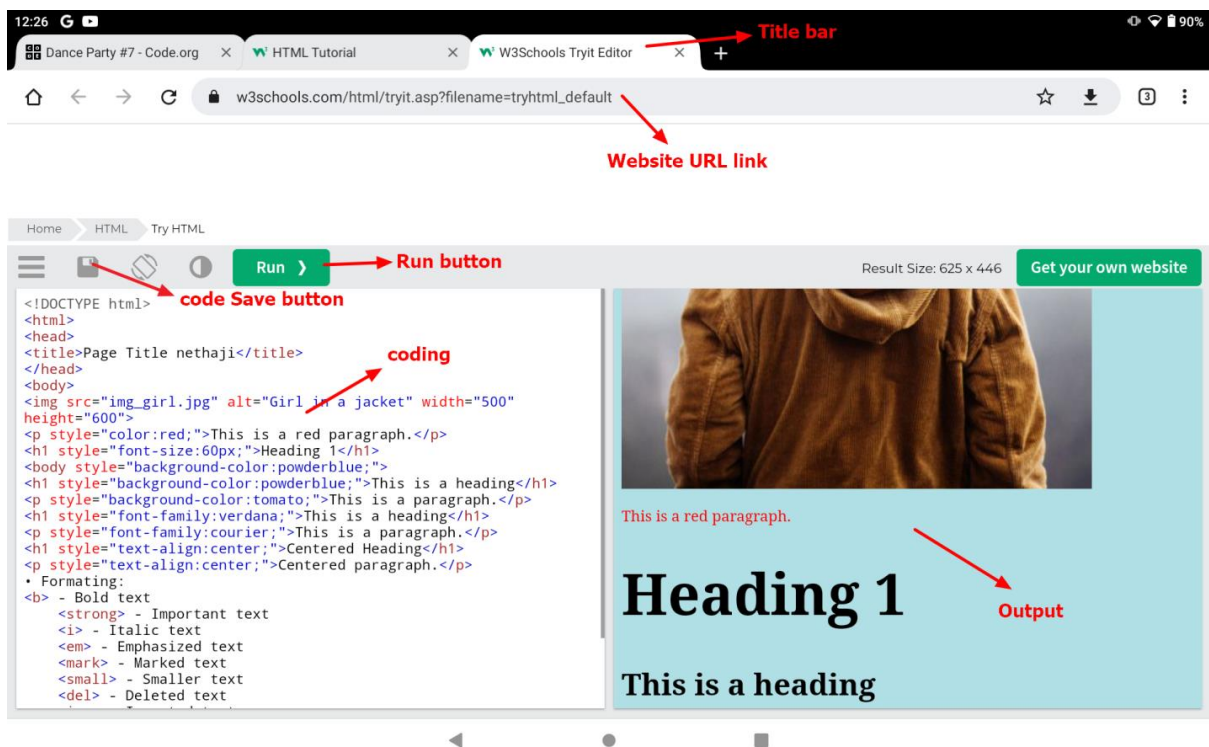 12:26 G 90%
Dance Party #7 - Code.org HTML Tutorial W3Schools Tryit Editor Title bar
w3schools.com/html/tryit.asp?filename=tryhtml_default 3
Website URL link
Home HTML Try HTML
Run ❯ Run button Result Size: 625 x 446 Get your own website
code Save button
<!DOCTYPE html>
<html>
<head>
<title>Page Title nethaji</title>
coding
</head>
<body>
<img src="img_girl.jpg" alt="Girl in a jacket" width="500"
height="600">
<p style="color:red;">This is a red paragraph.</p>
<h1 style="font-size:60px;">Heading 1</h1>
<body style="background-color:powderblue;">
<h1 style="background-color:powderblue;">This is a heading</h1>
<p style="background-color:tomato;">This is a paragraph.</p>
<h1 style="font-family:verdana;">This is a heading</h1>
<p style="font-family:courier;">This is a paragraph.</p>
<h1 style="text-align:center;">Centered Heading</h1>
<p style="text-align:center;">Centered paragraph.</p>
• Formating:
<b> - Bold text
<strong> - Important text
<i> - Italic text
<em> - Emphasized text
<mark> - Marked text
<small> - Smaller text
<del> - Deleted text
This is a red paragraph.
Heading 1
Output
This is a heading